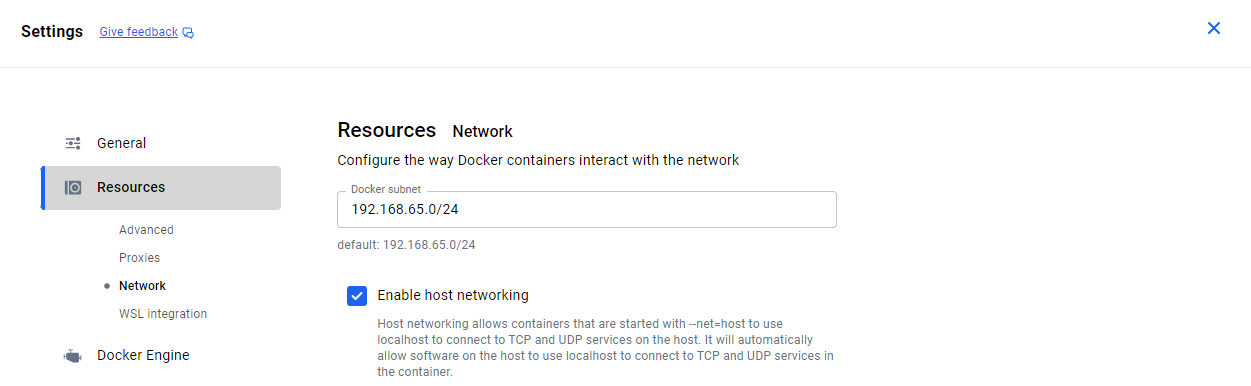 Settings Give feedback
General
Resources
Advanced
Proxies
Network
WSL integration
Docker Engine
Resources Network
Configure the way Docker containers interact with the network
Docker subnet
192.168.65.0/24
default: 192.168.65.0/24
Enable host networking
Host networking allows containers that are started with --net=host to use
localhost to connect to TCP and UDP services on the host. It will automatically
allow software on the host to use localhost to connect to TCP and UDP services in
the container.